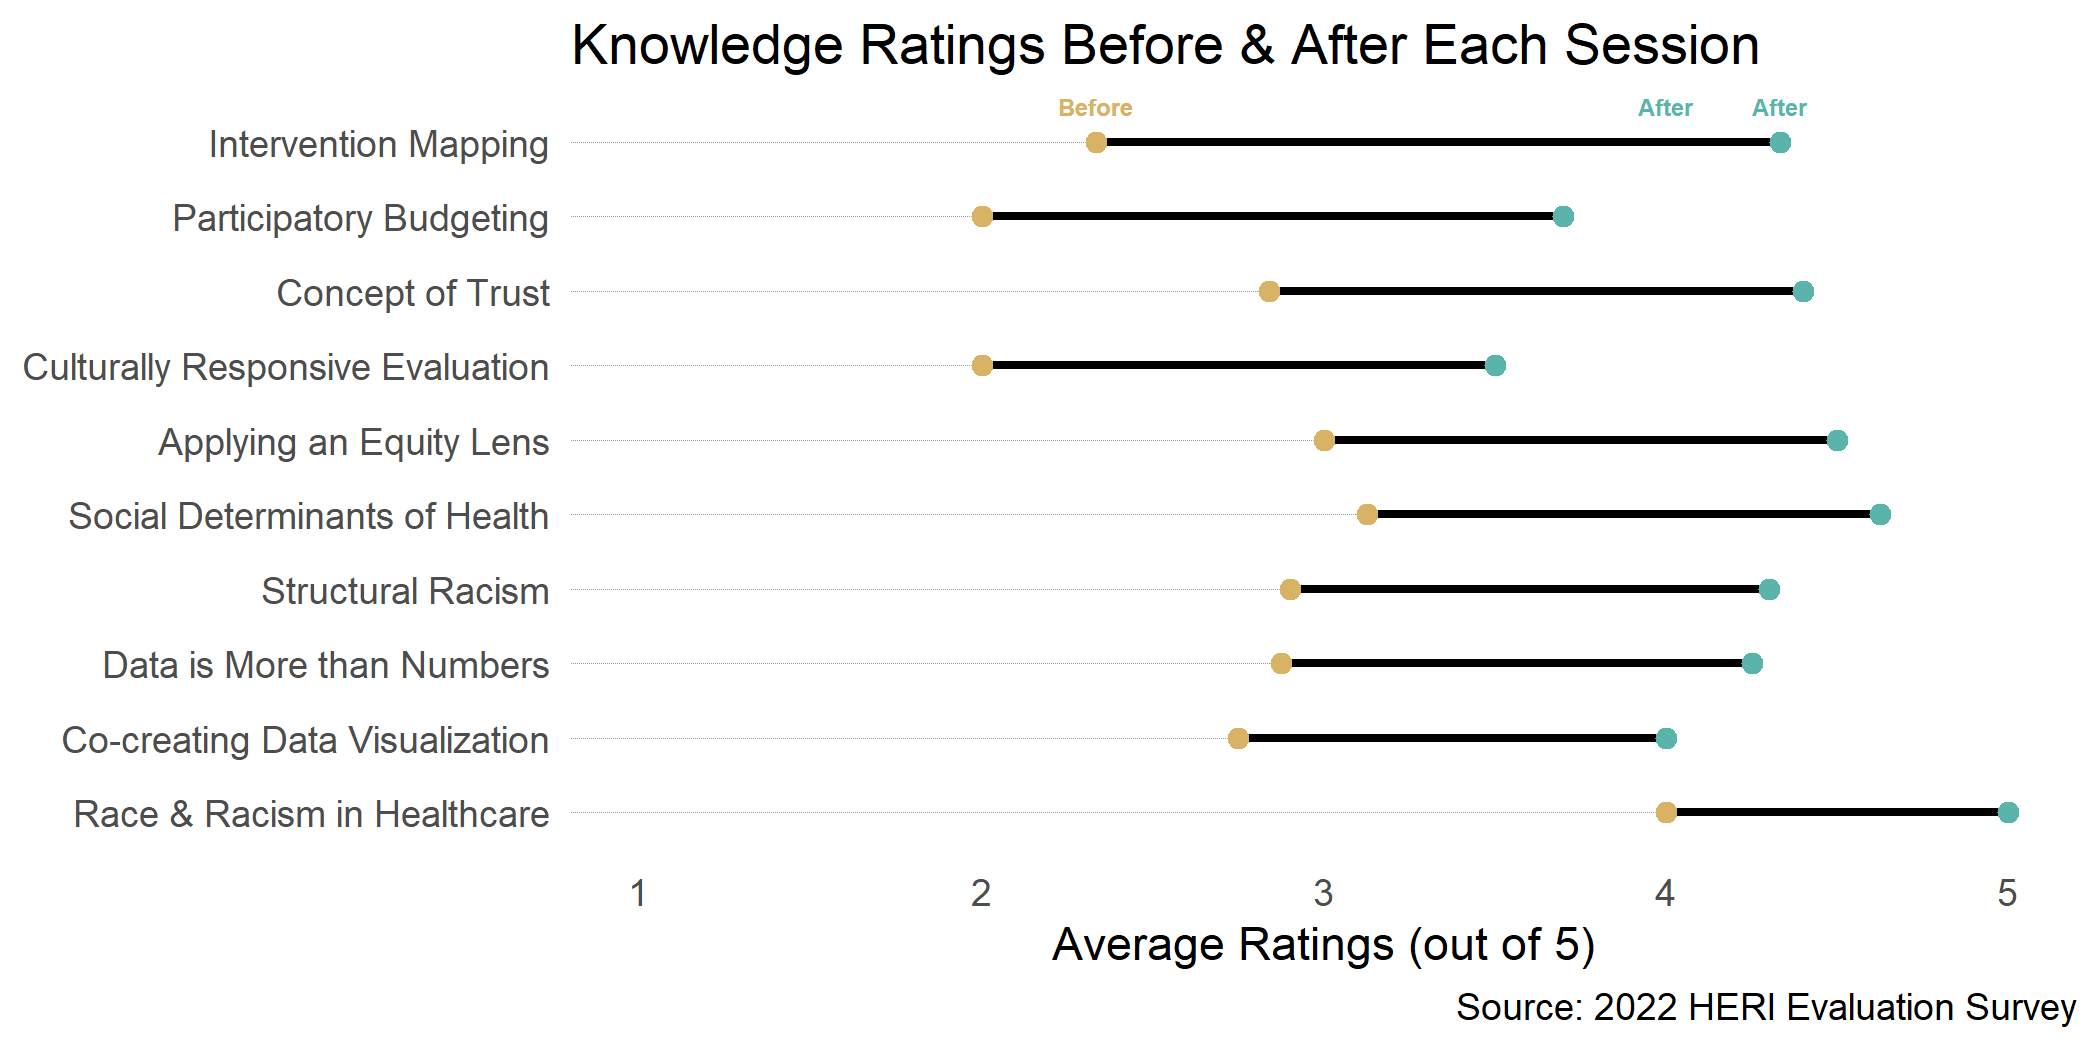 Knowledge Ratings Before & After Each Session
Before After After
Intervention Mapping
Participatory Budgeting
Concept of Trust
Culturally Responsive Evaluation
Applying an Equity Lens
Social Determinants of Health
Structural Racism
Data is More than Numbers
Co-creating Data Visualization
Race & Racism in Healthcare
1 2 3 4 5
Average Ratings (out of 5)
Source: 2022 HERI Evaluation Survey